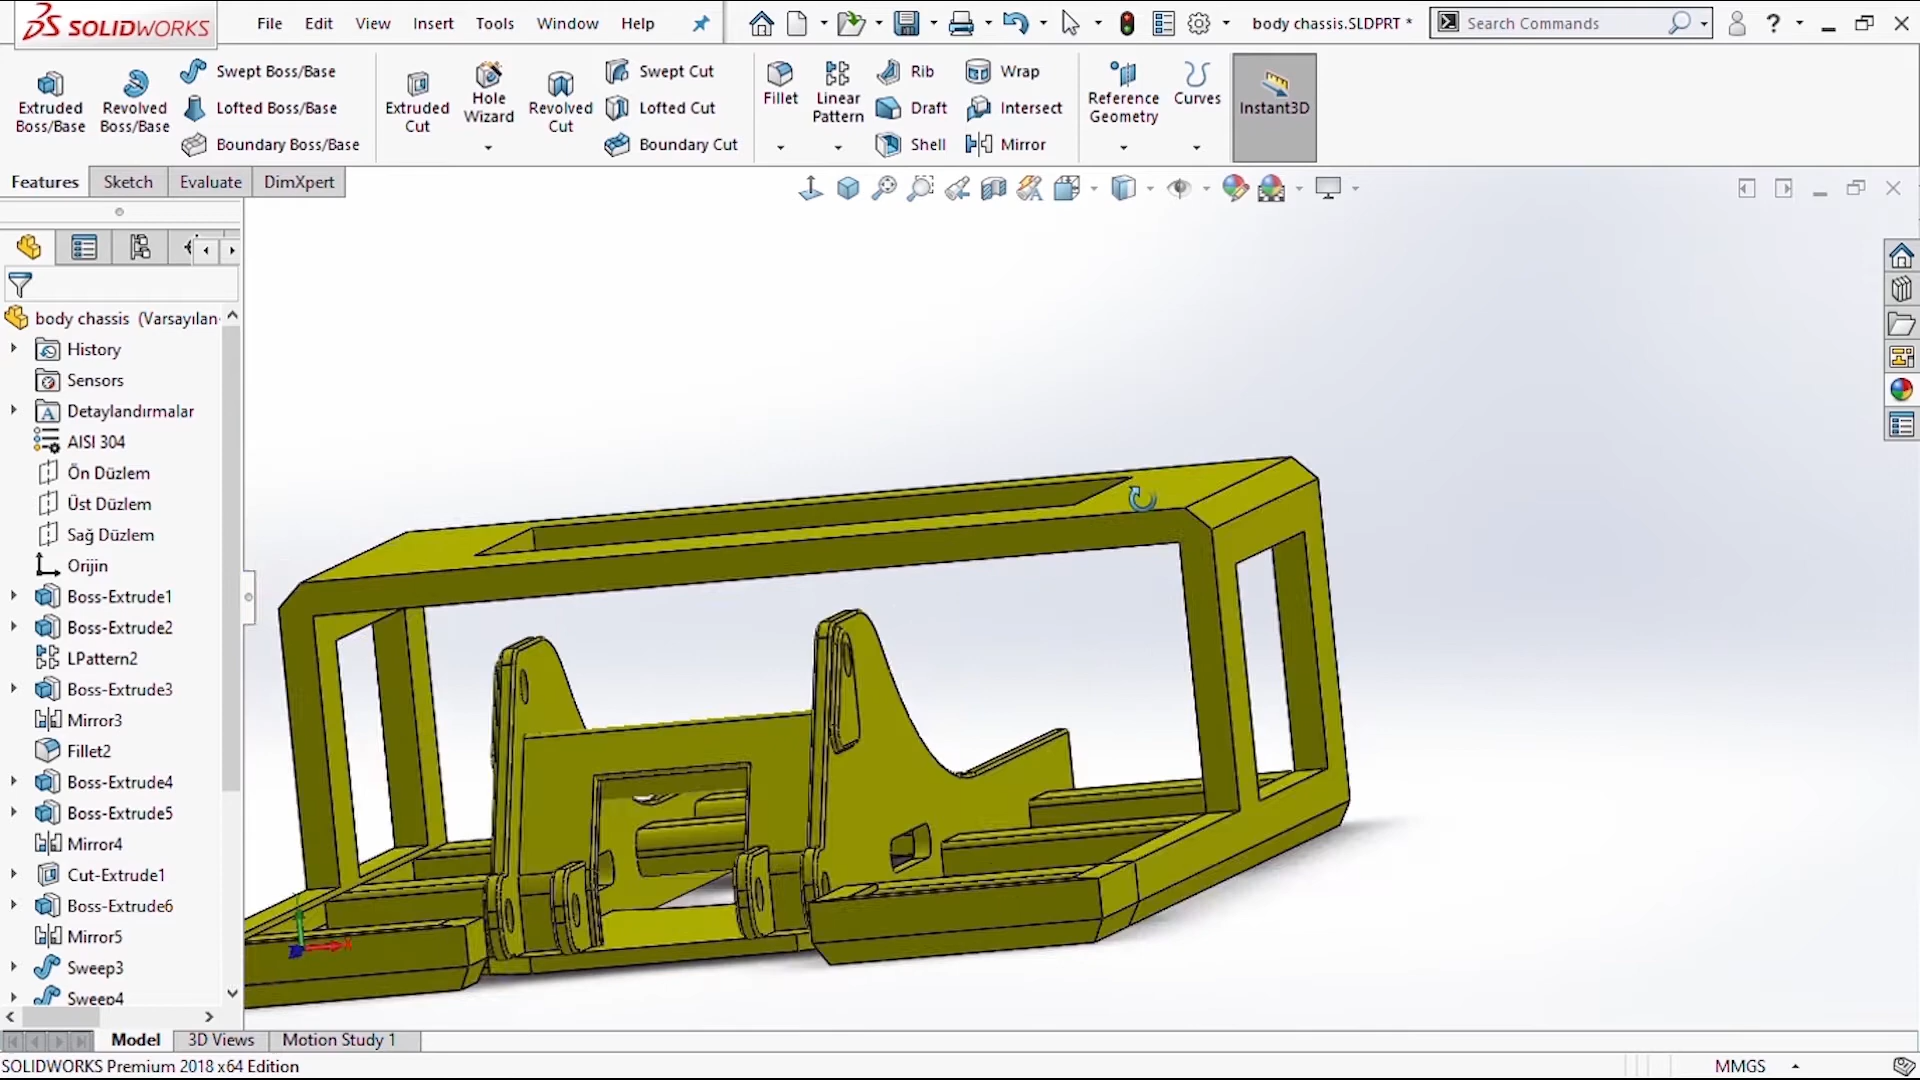 SOLIDWORKS
File Edit View Insert Tools Window Help
body chassis.SLDPRT *
Search Commands
Extruded Boss/Base
Revolved Boss/Base
Swept Boss/Base
Lofted Boss/Base
Boundary Boss/Base
Extruded Cut
Hole Wizard
Revolved Cut
Swept Cut
Lofted Cut
Boundary Cut
Fillet
Linear Pattern
Rib
Draft
Shell
Wrap
Intersect
Mirror
Reference Geometry
Curves
Instant3D
Features Sketch Evaluate DimXpert
body chassis (Varsayılan
History
Sensors
Detaylandırmalar
AISI 304
Ön Düzlem
Üst Düzlem
Sağ Düzlem
Orijin
Boss-Extrude1
Boss-Extrude2
LPattern2
Boss-Extrude3
Mirror3
Fillet2
Boss-Extrude4
Boss-Extrude5
Mirror4
Cut-Extrude1
Boss-Extrude6
Mirror5
Sweep3
Sweep4
X
Model 3D Views Motion Study 1
SOLIDWORKS Premium 2018 x64 Edition
MMGS